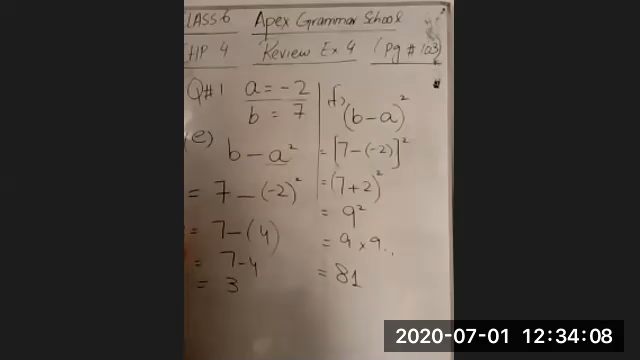 CLASS 6 Apex Grammar School
CHP 4 Review Ex 4 (pg # 103)
Q#1 a = -2
b = 7
e)
b - a²
= 7 - (-2)²
= 7 - (4)
= 7 - 4
= 3
f)
(b - a)²
= [7 - (-2)]²
= (7 + 2)²
= 9²
= 9 × 9
= 81
2020-07-01 12:34:08